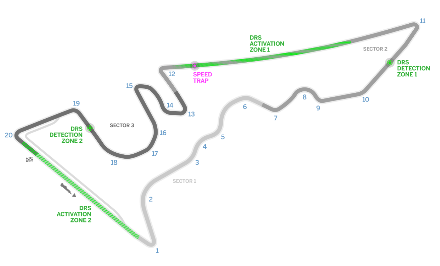 11
DRS
ACTIVATION
ZONE 1
SECTOR 2
12
SPEED
TRAP
DRS
DETECTION
ZONE 1
15
14
13
10
9
8
7
6
5
4
3
19
DRS
DETECTION
ZONE 2
SECTOR 3
16
17
18
20
SECTOR 1
2
DRS
ACTIVATION
ZONE 2
1